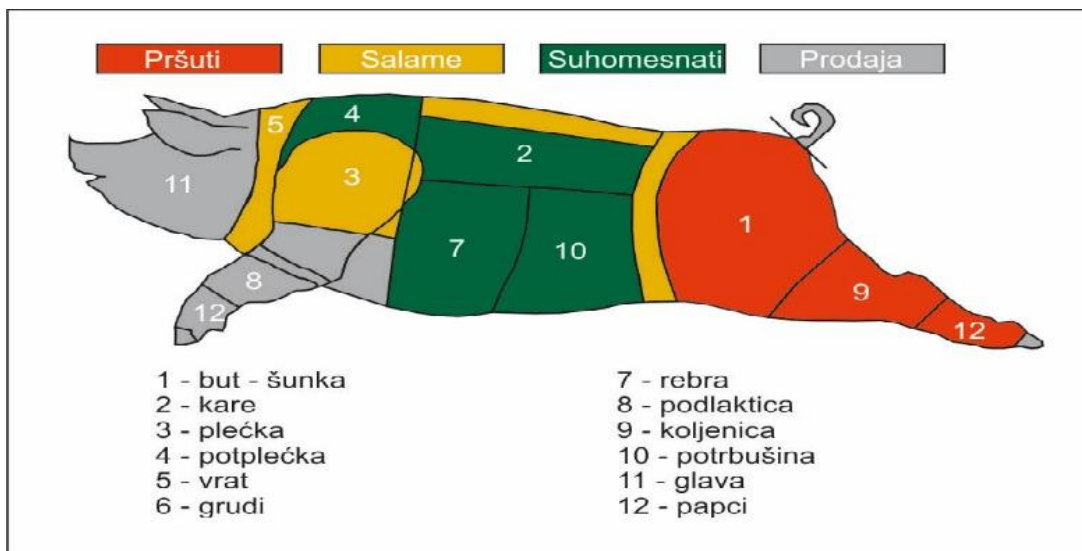 Pršuti Salame Suhomesnati Prodaja
5
4
2
3
11
1
7
10
8
9
12
12
1 - but - šunka
2 - kare
3 - plećka
4 - potplećka
5 - vrat
6 - grudi
7 - rebra
8 - podlaktica
9 - koljenica
10 - potrbušina
11 - glava
12 - papci